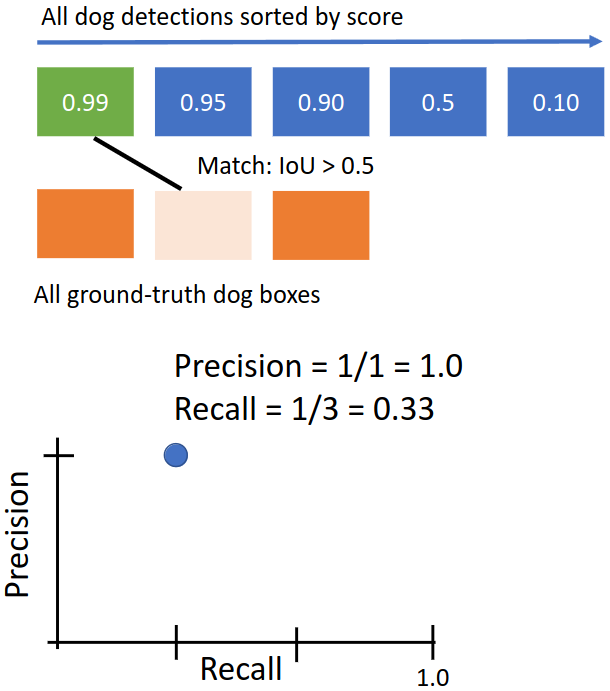 All dog detections sorted by score
0.99 0.95 0.90 0.5 0.10
Match: IoU > 0.5
All ground-truth dog boxes
Precision = 1/1 = 1.0
Recall = 1/3 = 0.33
Precision
Recall
1.0